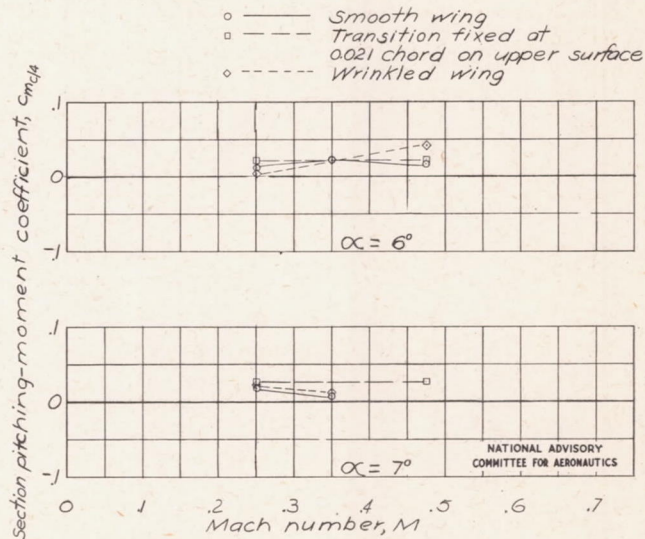 Smooth wing
Transition fixed at
0.021 chord on upper surface
Wrinkled wing
Section pitching-moment coefficient, cmc/4
.1
0
-.1
α = 6°
.1
0
-.1
α = 7°
NATIONAL ADVISORY
COMMITTEE FOR AERONAUTICS
0 .1 .2 .3 .4 .5 .6 .7
Mach number, M